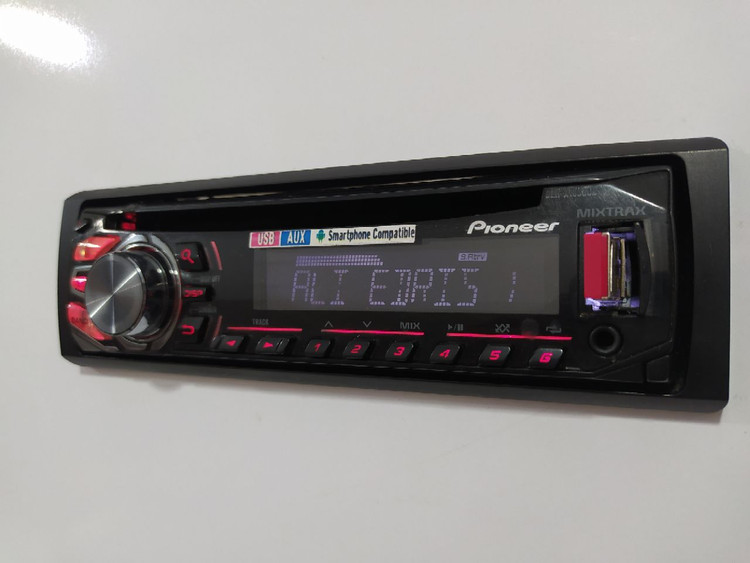 MIXTRAX
Pioneer
USB AUX Smartphone Compatible
ALI EDRIS /
TRACK
MIX
1 2 3 4 5 6